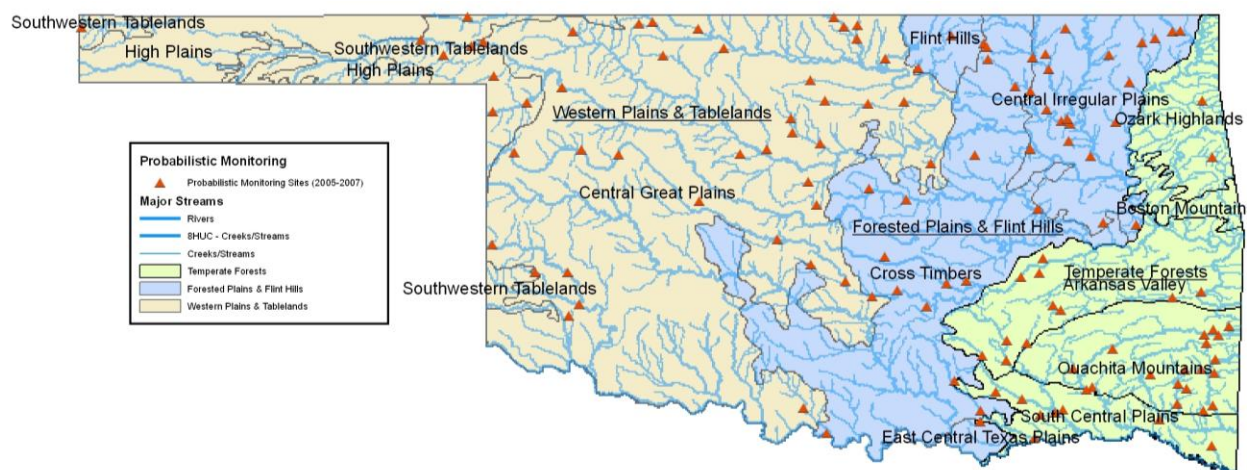 Southwestern Tablelands
High Plains
Southwestern Tablelands
High Plains
Flint Hills
Central Irregular Plains
Ozark Highlands
Western Plains & Tablelands
Central Great Plains
Boston Mountain
Forested Plains & Flint Hills
Cross Timbers
Temperate Forests
Arkansas Valley
Southwestern Tablelands
Ouachita Mountains
South Central Plains
East Central Texas Plains
Probabilistic Monitoring
Probabilistic Monitoring Sites (2005-2007)
Major Streams
Rivers
8HUC - Creeks/Streams
Creeks/Streams
Temperate Forests
Forested Plains & Flint Hills
Western Plains & Tablelands